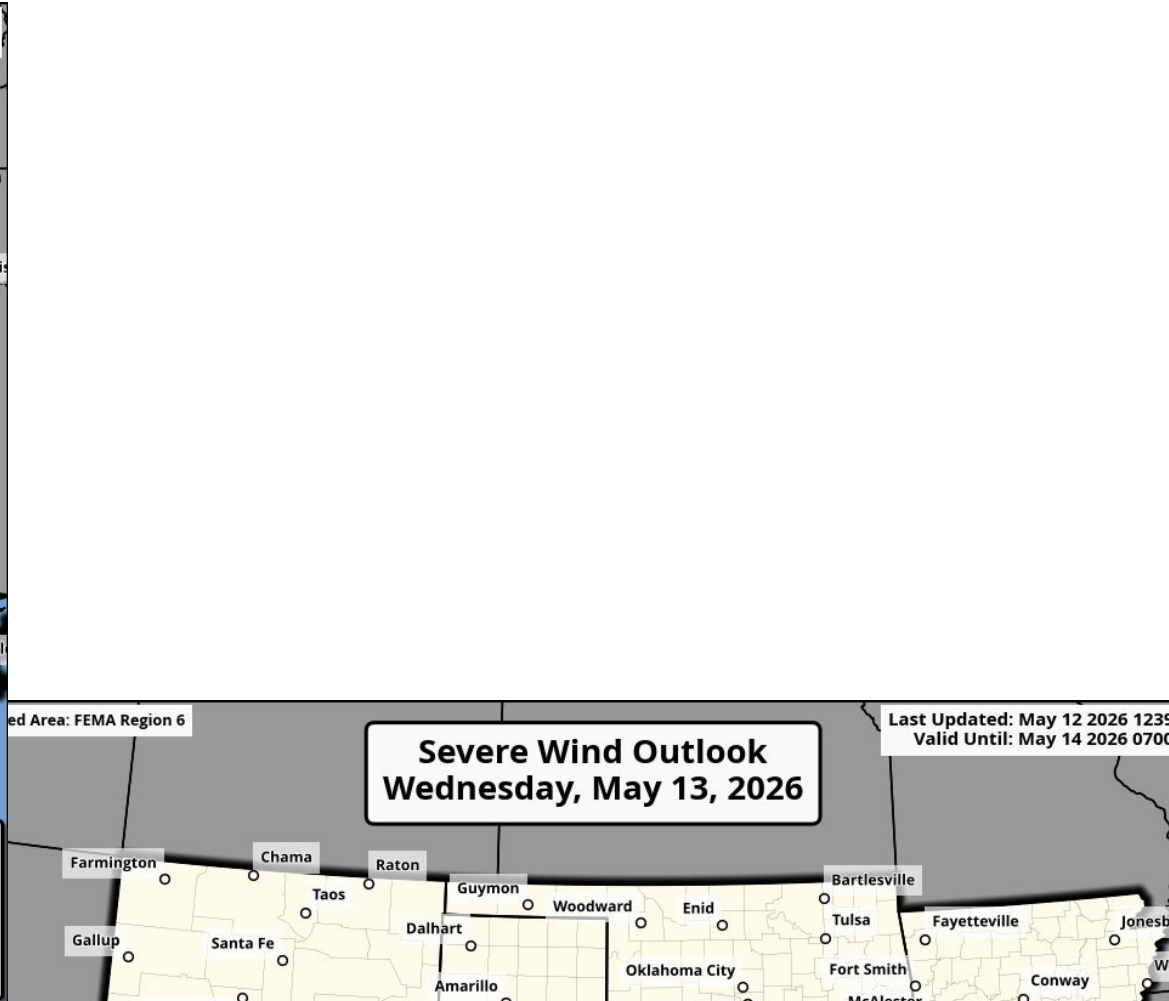 ed Area: FEMA Region 6
Last Updated: May 12 2026 1239
Valid Until: May 14 2026 0700
Severe Wind Outlook
Wednesday, May 13, 2026
Farmington
Chama
Raton
Taos
Guymon
Woodward
Enid
Bartlesville
Tulsa
Fayetteville
Jonesb
Dalhart
Gallup
Santa Fe
Oklahoma City
Fort Smith
Conway
Amarillo
McAlester
W